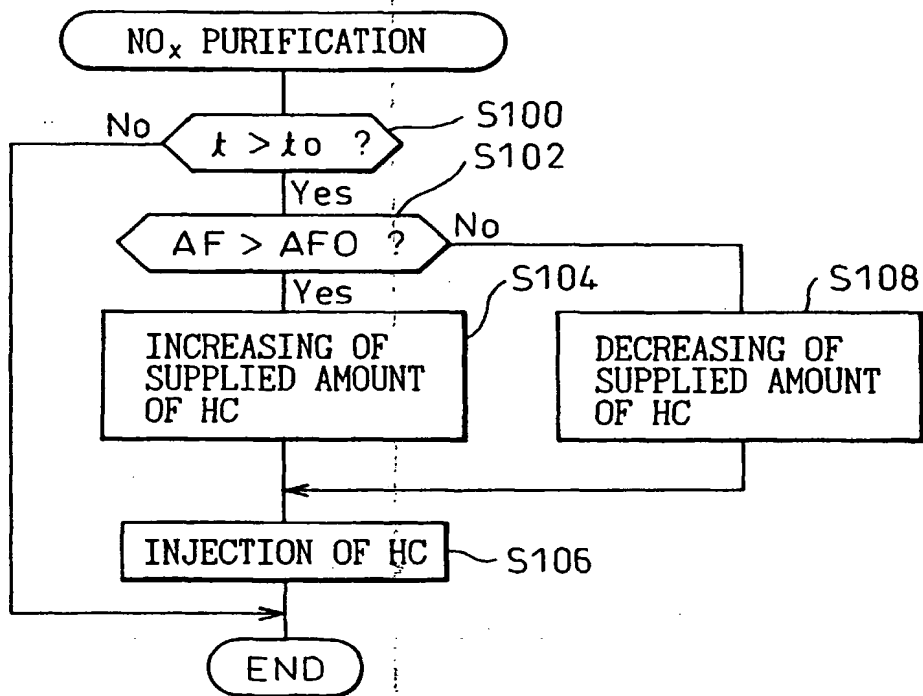 NOx PURIFICATION
No
t > to ?
S100
Yes
S102
AF > AFO ?
No
Yes
S104
S108
INCREASING OF
SUPPLIED AMOUNT
OF HC
DECREASING OF
SUPPLIED AMOUNT
OF HC
INJECTION OF HC
S106
END